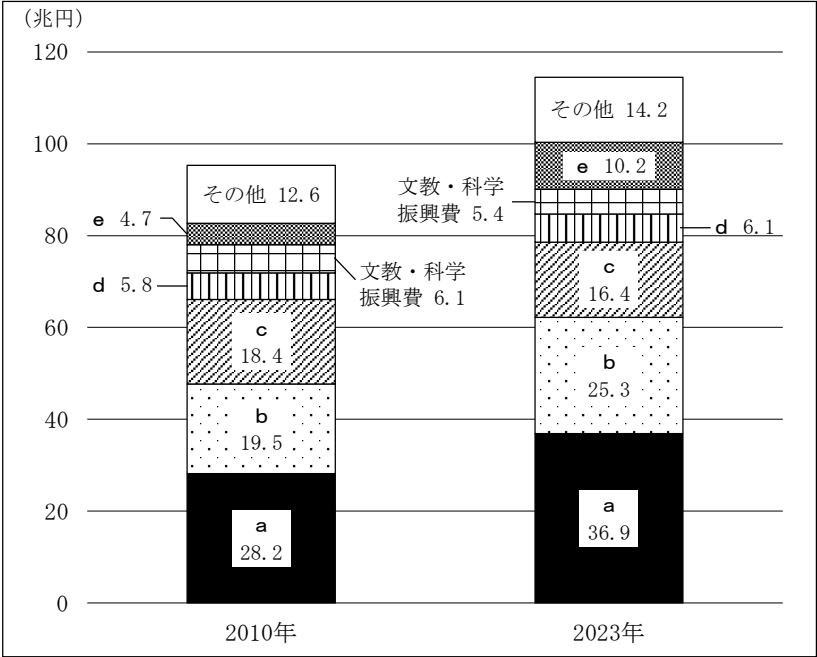 (兆円)
120
100
80
60
40
20
0
その他 12.6
e 4.7
文教・科学
振興費 6.1
d 5.8
c
18.4
b
19.5
a
28.2
2010年
その他 14.2
e 10.2
文教・科学
振興費 5.4
d 6.1
c
16.4
b
25.3
a
36.9
2023年